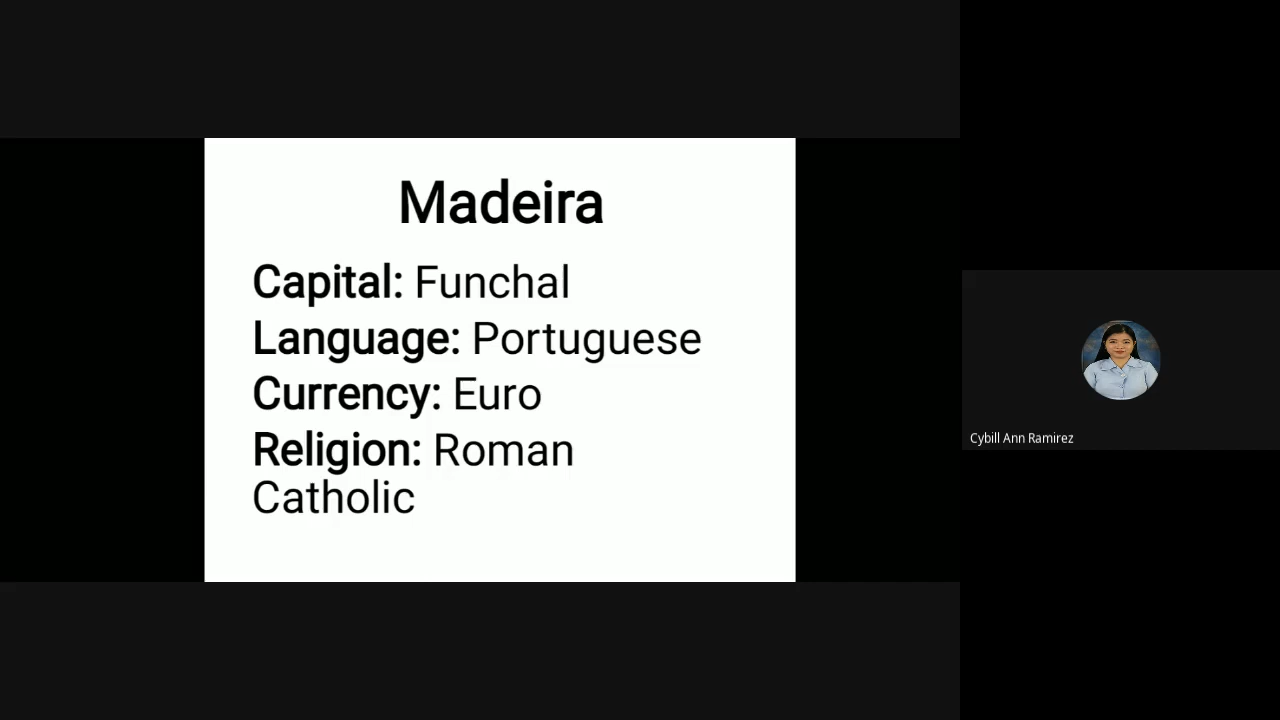 Madeira
Capital: Funchal
Language: Portuguese
Currency: Euro
Religion: Roman
Catholic
Cybill Ann Ramirez